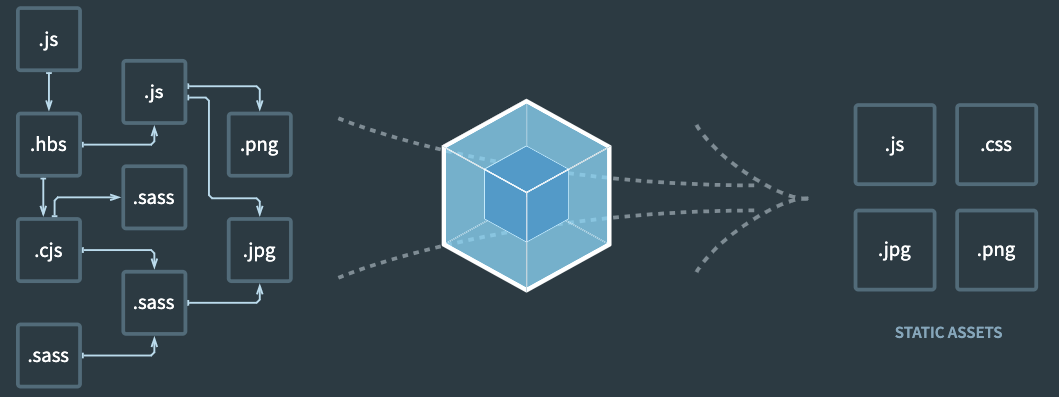 .js
.js
.hbs
.png
.sass
.cjs
.jpg
.sass
.sass
.js
.css
.jpg
.png
STATIC ASSETS